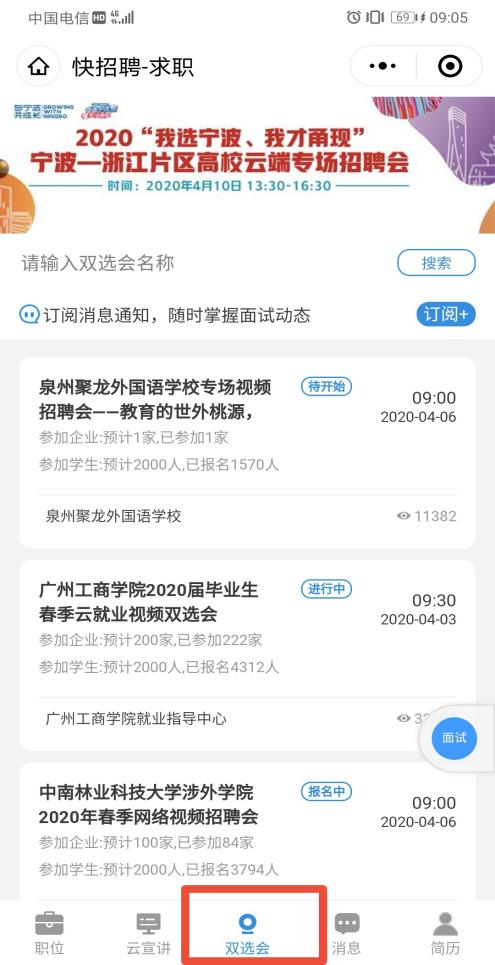 中国电信 HD 4G 69 09:05
快招聘-求职
与宁波 GROWING
共成长 WITH NINGBO
2020“我选宁波、我才甬现”
宁波—浙江片区高校云端专场招聘会
时间：2020年4月10日 13:30-16:30
请输入双选会名称 搜索
订阅消息通知，随时掌握面试动态 订阅+
泉州聚龙外国语学校专场视频 待开始 09:00
招聘会——教育的世外桃源， 2020-04-06
参加企业:预计1家,已参加1家
参加学生:预计2000人,已报名1570人
泉州聚龙外国语学校 11382
广州工商学院2020届毕业生 进行中 09:30
春季云就业视频双选会 2020-04-03
参加企业:预计200家,已参加222家
参加学生:预计2000人,已报名4312人
广州工商学院就业指导中心
面试
中南林业科技大学涉外学院 报名中 09:00
2020年春季网络视频招聘会 2020-04-06
参加企业:预计100家,已参加84家
参加学生:预计2000人,已报名3794人
职位 云宣讲 双选会 消息 简历